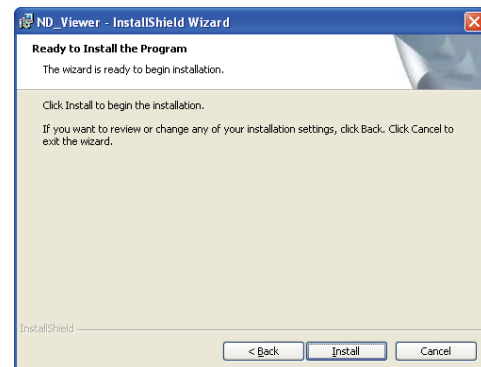 ND_Viewer - InstallShield Wizard
Ready to Install the Program
The wizard is ready to begin installation.
Click Install to begin the installation.
If you want to review or change any of your installation settings, click Back. Click Cancel to
exit the wizard.
InstallShield
< Back Install Cancel